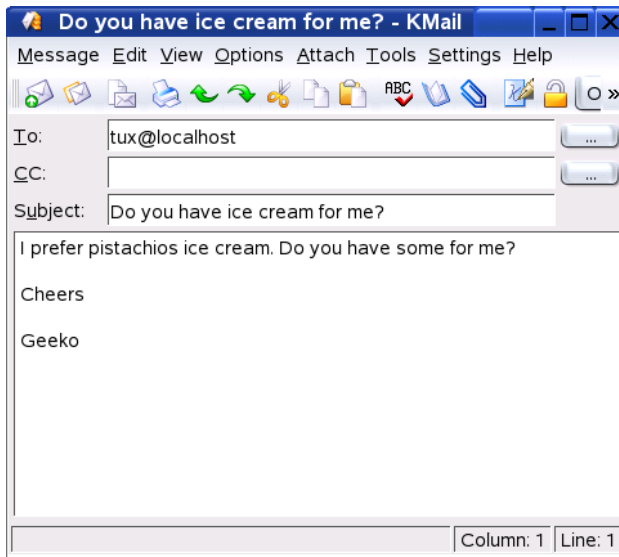 Do you have ice cream for me? - KMail
Message Edit View Options Attach Tools Settings Help
ABC O »
To: tux@localhost ...
CC: ...
Subject: Do you have ice cream for me?
I prefer pistachios ice cream. Do you have some for me?
Cheers
Geeko
Column: 1 Line: 1